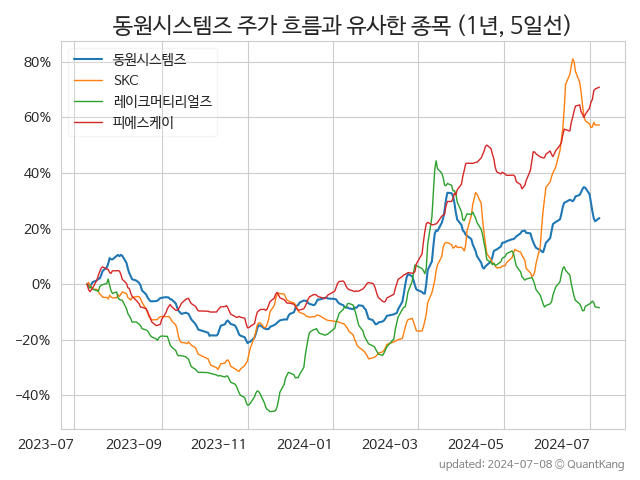 동원시스템즈 주가 흐름과 유사한 종목 (1년, 5일선)
동원시스템즈
SKC
레이크머티리얼즈
피에스케이
80%
60%
40%
20%
0%
−20%
−40%
2023-07
2023-09
2023-11
2024-01
2024-03
2024-05
2024-07
updated: 2024-07-08 © QuantKang